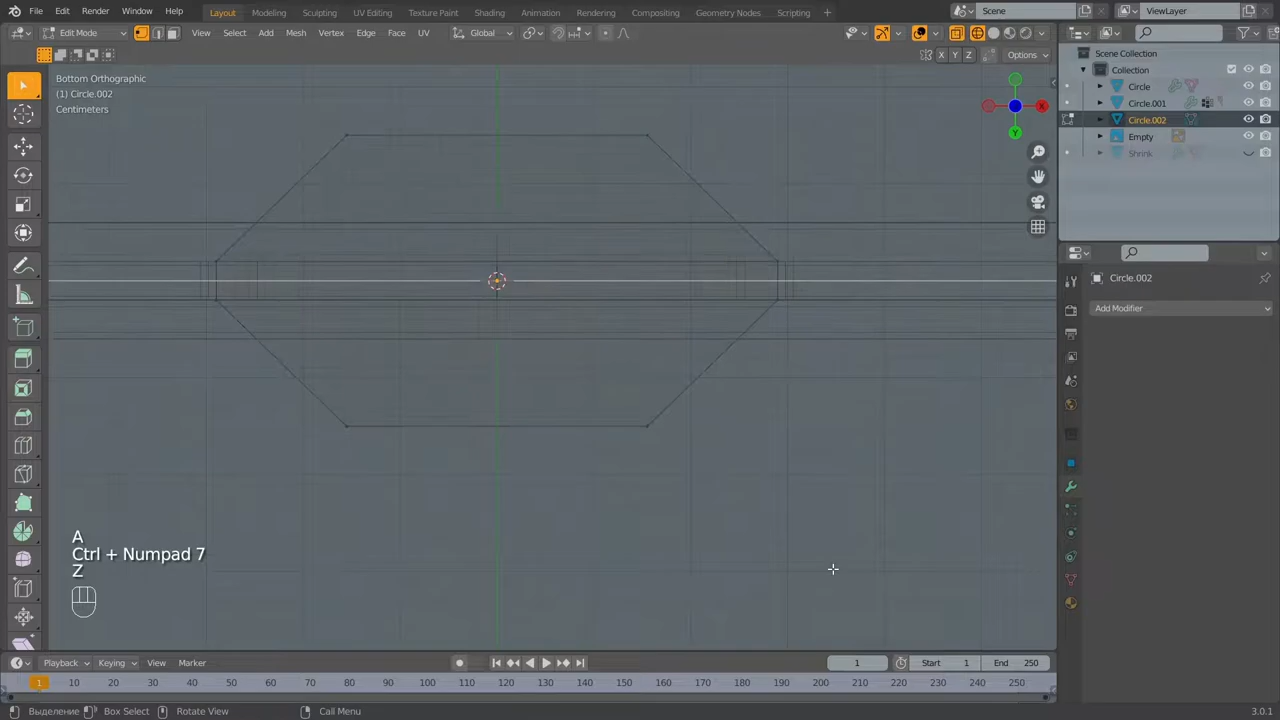 File Edit Render Window Help Layout Modeling Sculpting UV Editing Texture Paint Shading Animation Rendering Compositing Geometry Nodes Scripting + Scene ViewLayer
Edit Mode View Select Add Mesh Vertex Edge Face UV Global
X Y Z Options
Bottom Orthographic
(1) Circle.002
Centimeters
X
Y
A
Ctrl + Numpad 7
Z
Scene Collection
Collection
Circle
Circle.001
Circle.002
Empty
Shrink
Circle.002
Add Modifier
Playback Keying View Marker 1 Start 1 End 250
1 10 20 30 40 50 60 70 80 90 100 110 120 130 140 150 160 170 180 190 200 210 220 230 240 250
Выделение Box Select Rotate View Call Menu 3.0.1